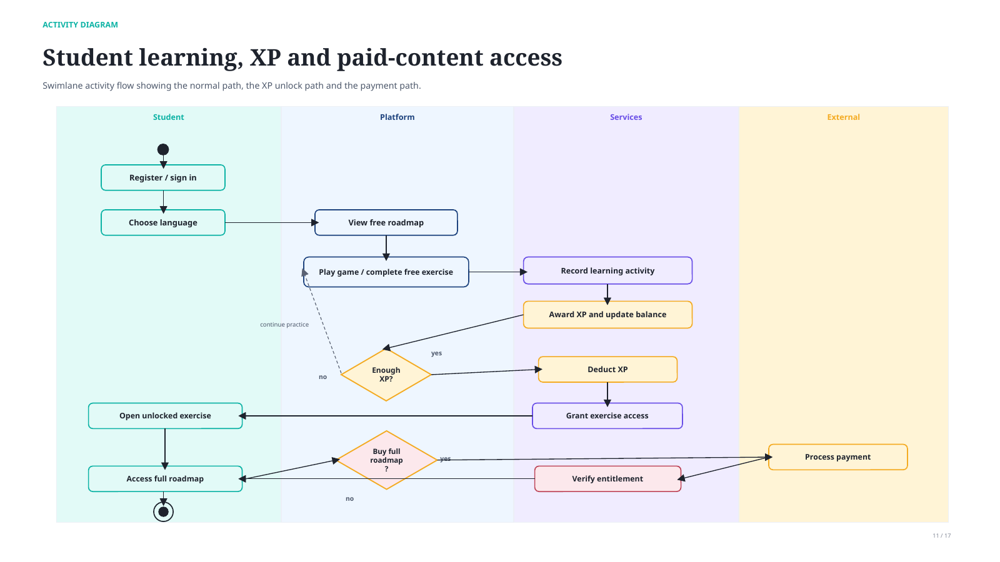 ACTIVITY DIAGRAM
Student learning, XP and paid-content access
Swimlane activity flow showing the normal path, the XP unlock path and the payment path.
Student
Platform
Services
External
Register / sign in
Choose language
View free roadmap
Play game / complete free exercise
Record learning activity
Award XP and update balance
continue practice
yes
Enough
XP?
no
Deduct XP
Open unlocked exercise
Grant exercise access
Buy full
roadmap
?
yes
Process payment
Access full roadmap
Verify entitlement
no
11 / 17